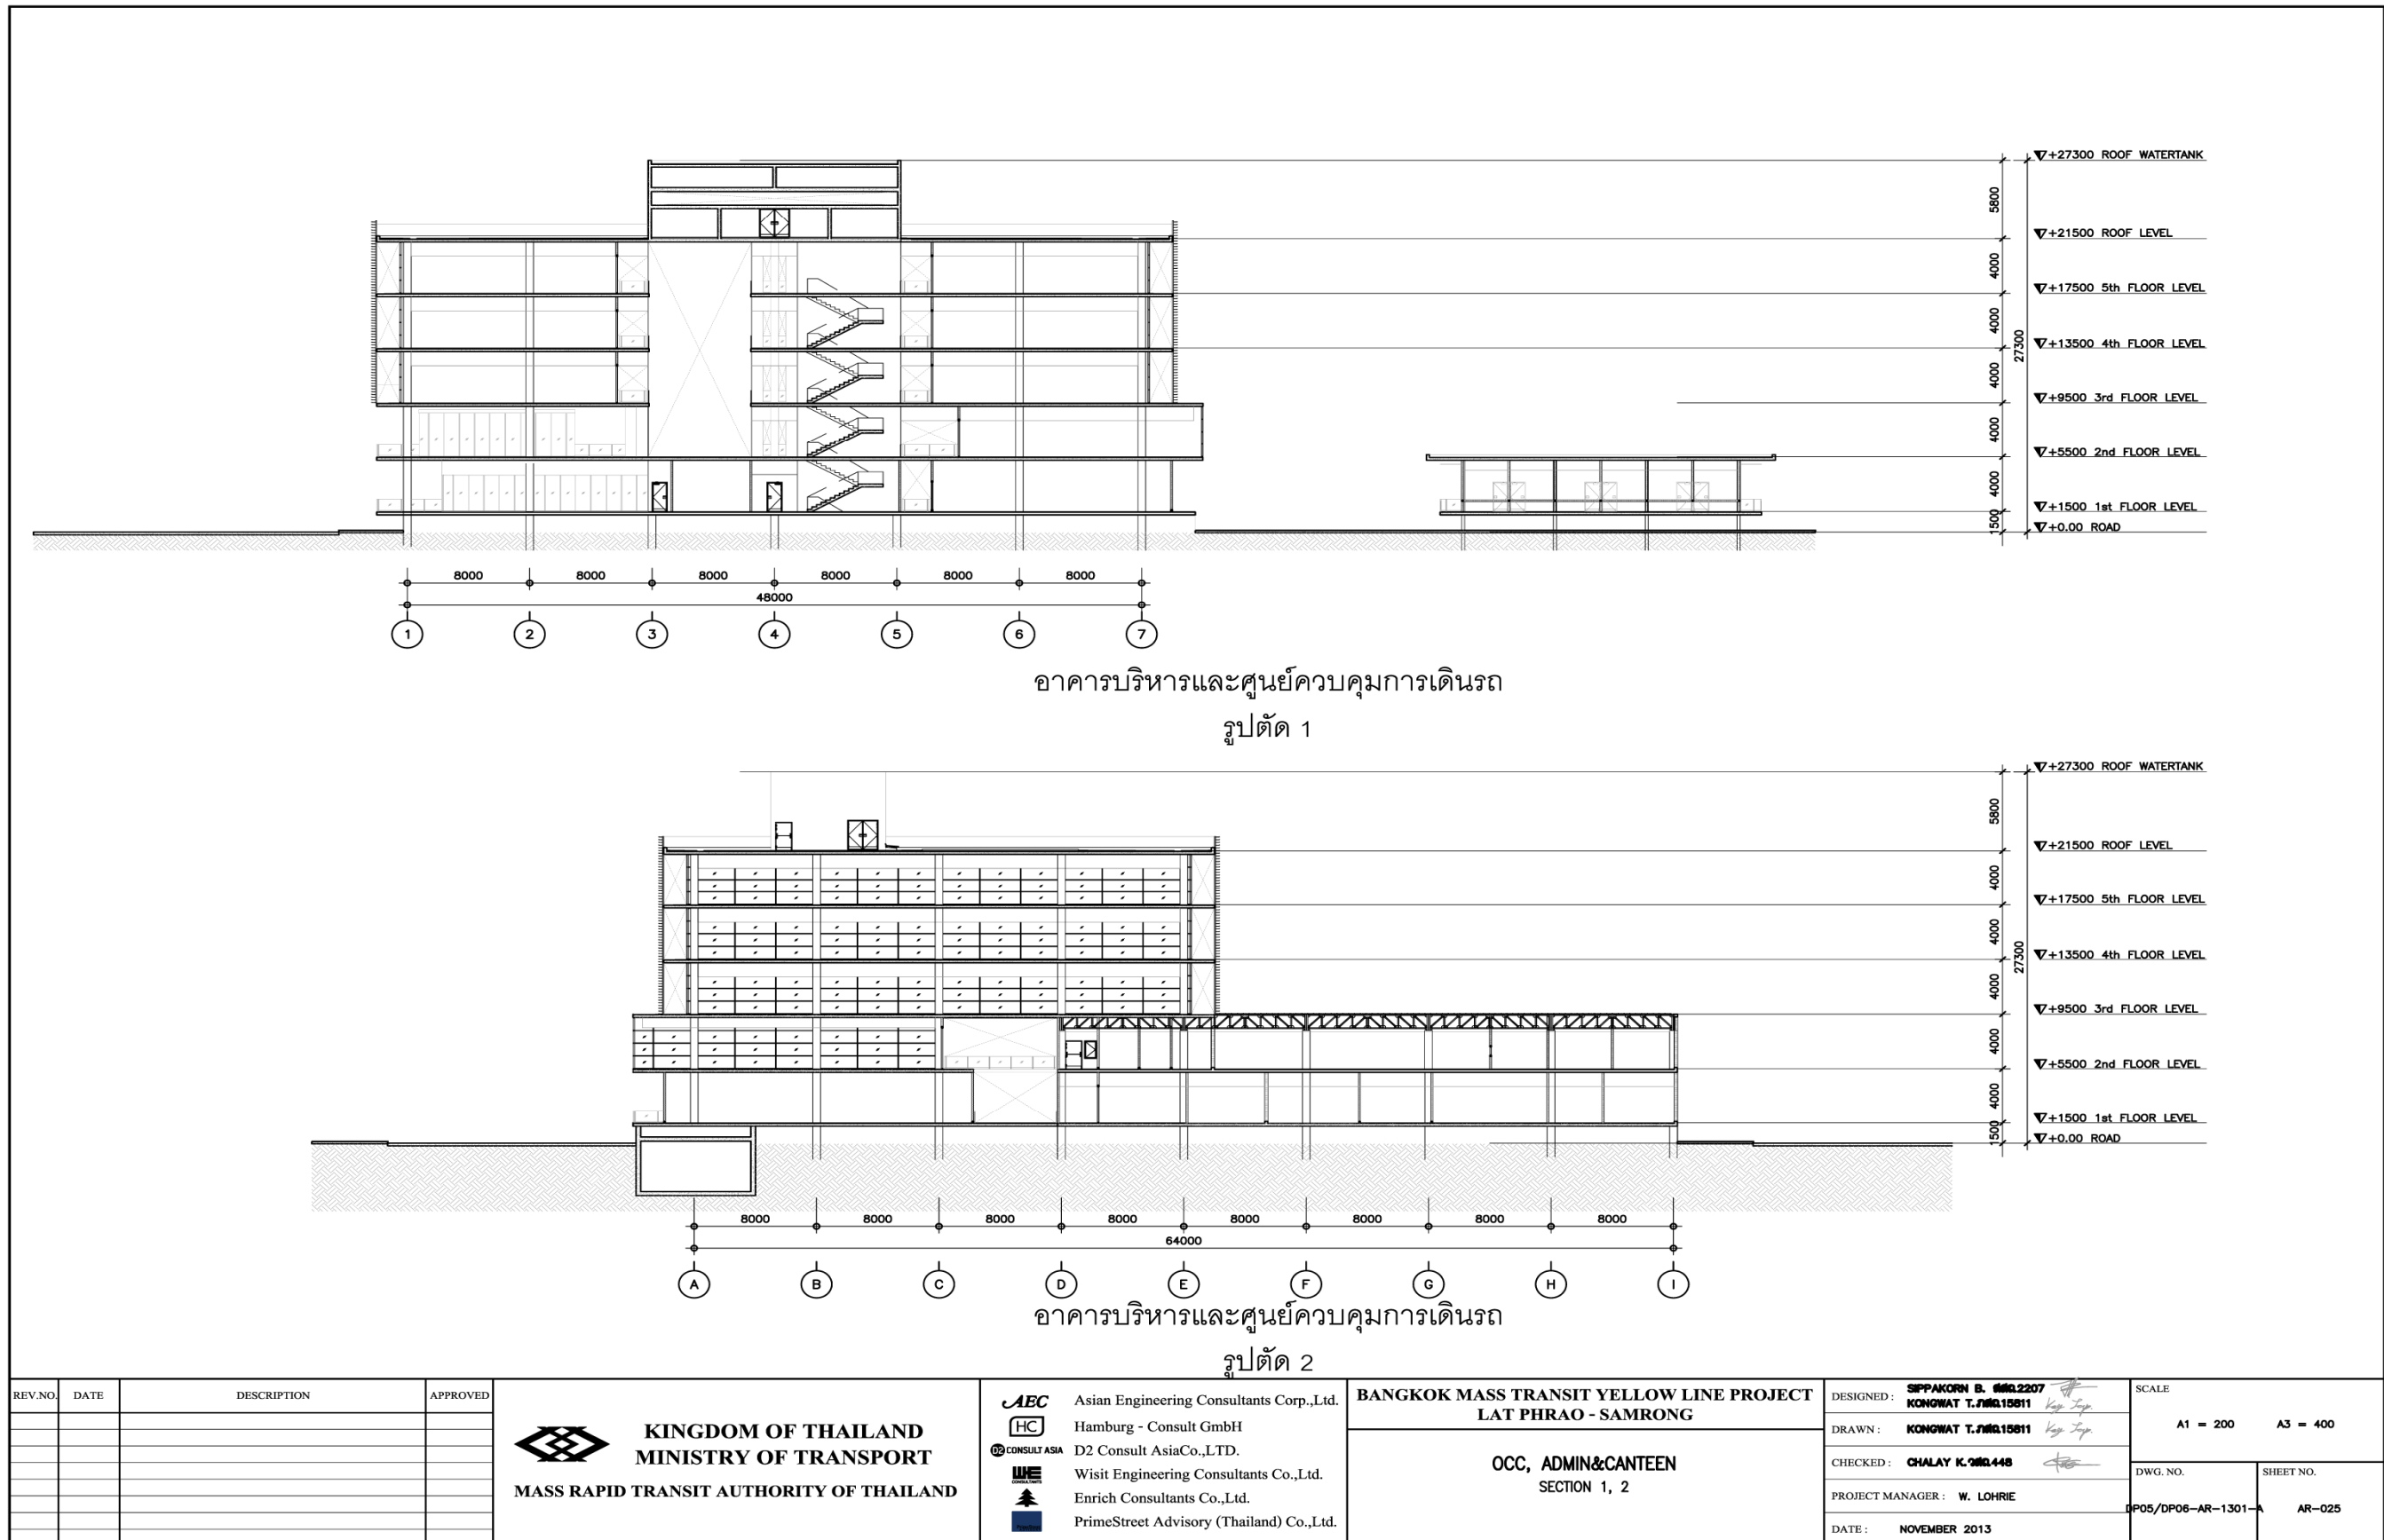 ▼+27300 ROOF WATERTANK
5800
▼+21500 ROOF LEVEL
4000
▼+17500 5th FLOOR LEVEL
4000
▼+13500 4th FLOOR LEVEL
27300
4000
▼+9500 3rd FLOOR LEVEL
4000
▼+5500 2nd FLOOR LEVEL
4000
▼+1500 1st FLOOR LEVEL
1500
▼+0.00 ROAD
8000 8000 8000 8000 8000 8000
48000
1 2 3 4 5 6 7
อาคารบริหารและศูนย์ควบคุมการเดินรถ
รูปตัด 1
▼+27300 ROOF WATERTANK
5800
▼+21500 ROOF LEVEL
4000
▼+17500 5th FLOOR LEVEL
4000
▼+13500 4th FLOOR LEVEL
27300
4000
▼+9500 3rd FLOOR LEVEL
4000
▼+5500 2nd FLOOR LEVEL
4000
▼+1500 1st FLOOR LEVEL
1500
▼+0.00 ROAD
8000 8000 8000 8000 8000 8000 8000 8000
64000
A B C D E F G H I
อาคารบริหารและศูนย์ควบคุมการเดินรถ
รูปตัด 2
REV.NO. DATE DESCRIPTION APPROVED
KINGDOM OF THAILAND
MINISTRY OF TRANSPORT
MASS RAPID TRANSIT AUTHORITY OF THAILAND
AEC Asian Engineering Consultants Corp.,Ltd.
HC Hamburg - Consult GmbH
D2 CONSULT ASIA D2 Consult AsiaCo.,LTD.
Wisit Engineering Consultants Co.,Ltd.
Enrich Consultants Co.,Ltd.
PrimeStreet Advisory (Thailand) Co.,Ltd.
BANGKOK MASS TRANSIT YELLOW LINE PROJECT
LAT PHRAO - SAMRONG
OCC, ADMIN&CANTEEN
SECTION 1, 2
DESIGNED : SIPPAKORN B. 2207
KONGWAT T. 15811
DRAWN : KONGWAT T. 15811
CHECKED : CHALAY K. 448
PROJECT MANAGER : W. LOHRIE
DATE : NOVEMBER 2013
SCALE
A1 = 200 A3 = 400
DWG. NO.
DP05/DP06-AR-1301-A
SHEET NO.
AR-025